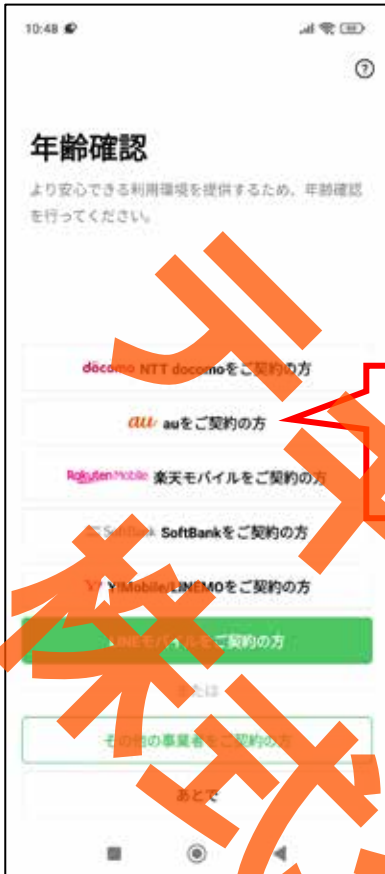 10:48
年齢確認
より安心できる利用環境を提供するため、年齢確認
を行ってください。
döcomo NTT docomoをご契約の方
au auをご契約の方
Rakuten Mobile 楽天モバイルをご契約の方
SoftBank SoftBankをご契約の方
Y! Y!Mobile/LINEMOをご契約の方
LINEモバイルをご契約の方
または
その他の事業者をご契約の方
あとで
株式